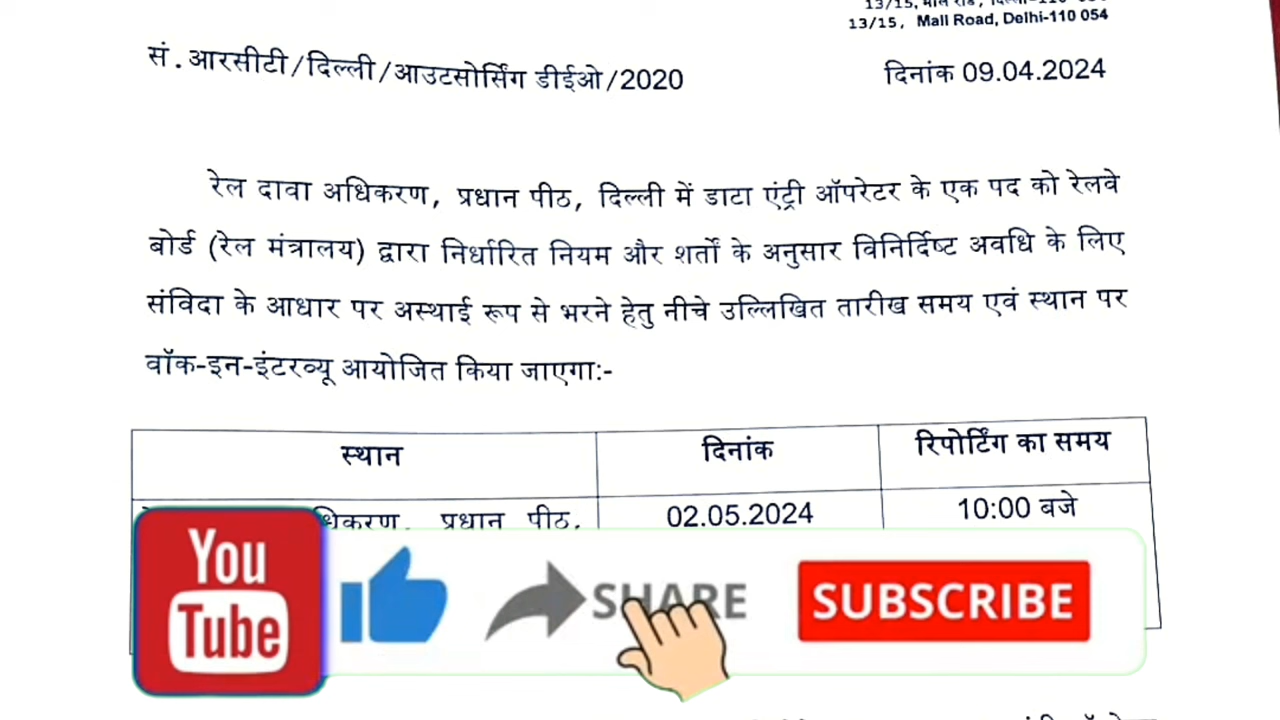 13/15, Mall Road, Delhi-110 054
सं. आरसीटी/दिल्ली/आउटसोर्सिंग डीईओ/2020
दिनांक 09.04.2024
रेल दावा अधिकरण, प्रधान पीठ, दिल्ली में डाटा एंट्री ऑपरेटर के एक पद को रेलवे
बोर्ड (रेल मंत्रालय) द्वारा निर्धारित नियम और शर्तों के अनुसार विनिर्दिष्ट अवधि के लिए
संविदा के आधार पर अस्थाई रूप से भरने हेतु नीचे उल्लिखित तारीख समय एवं स्थान पर
वॉक-इन-इंटरव्यू आयोजित किया जाएगा:-
स्थान दिनांक रिपोर्टिंग का समय
प्रधान पीठ, 02.05.2024 10:00 बजे
You
Tube
SHARE
SUBSCRIBE